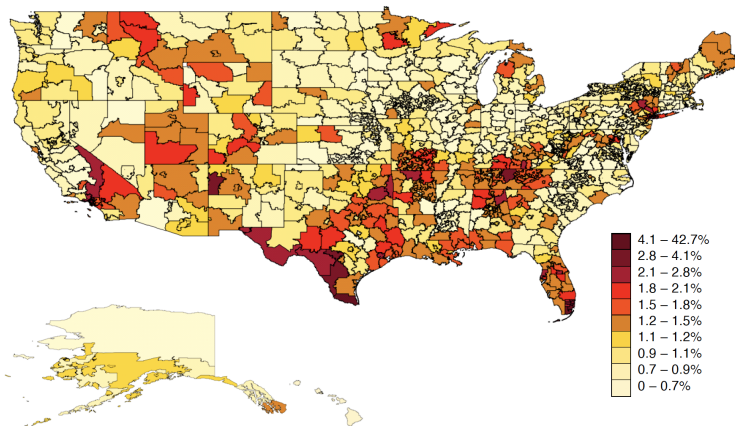 4.1 – 42.7%
2.8 – 4.1%
2.1 – 2.8%
1.8 – 2.1%
1.5 – 1.8%
1.2 – 1.5%
1.1 – 1.2%
0.9 – 1.1%
0.7 – 0.9%
0 – 0.7%